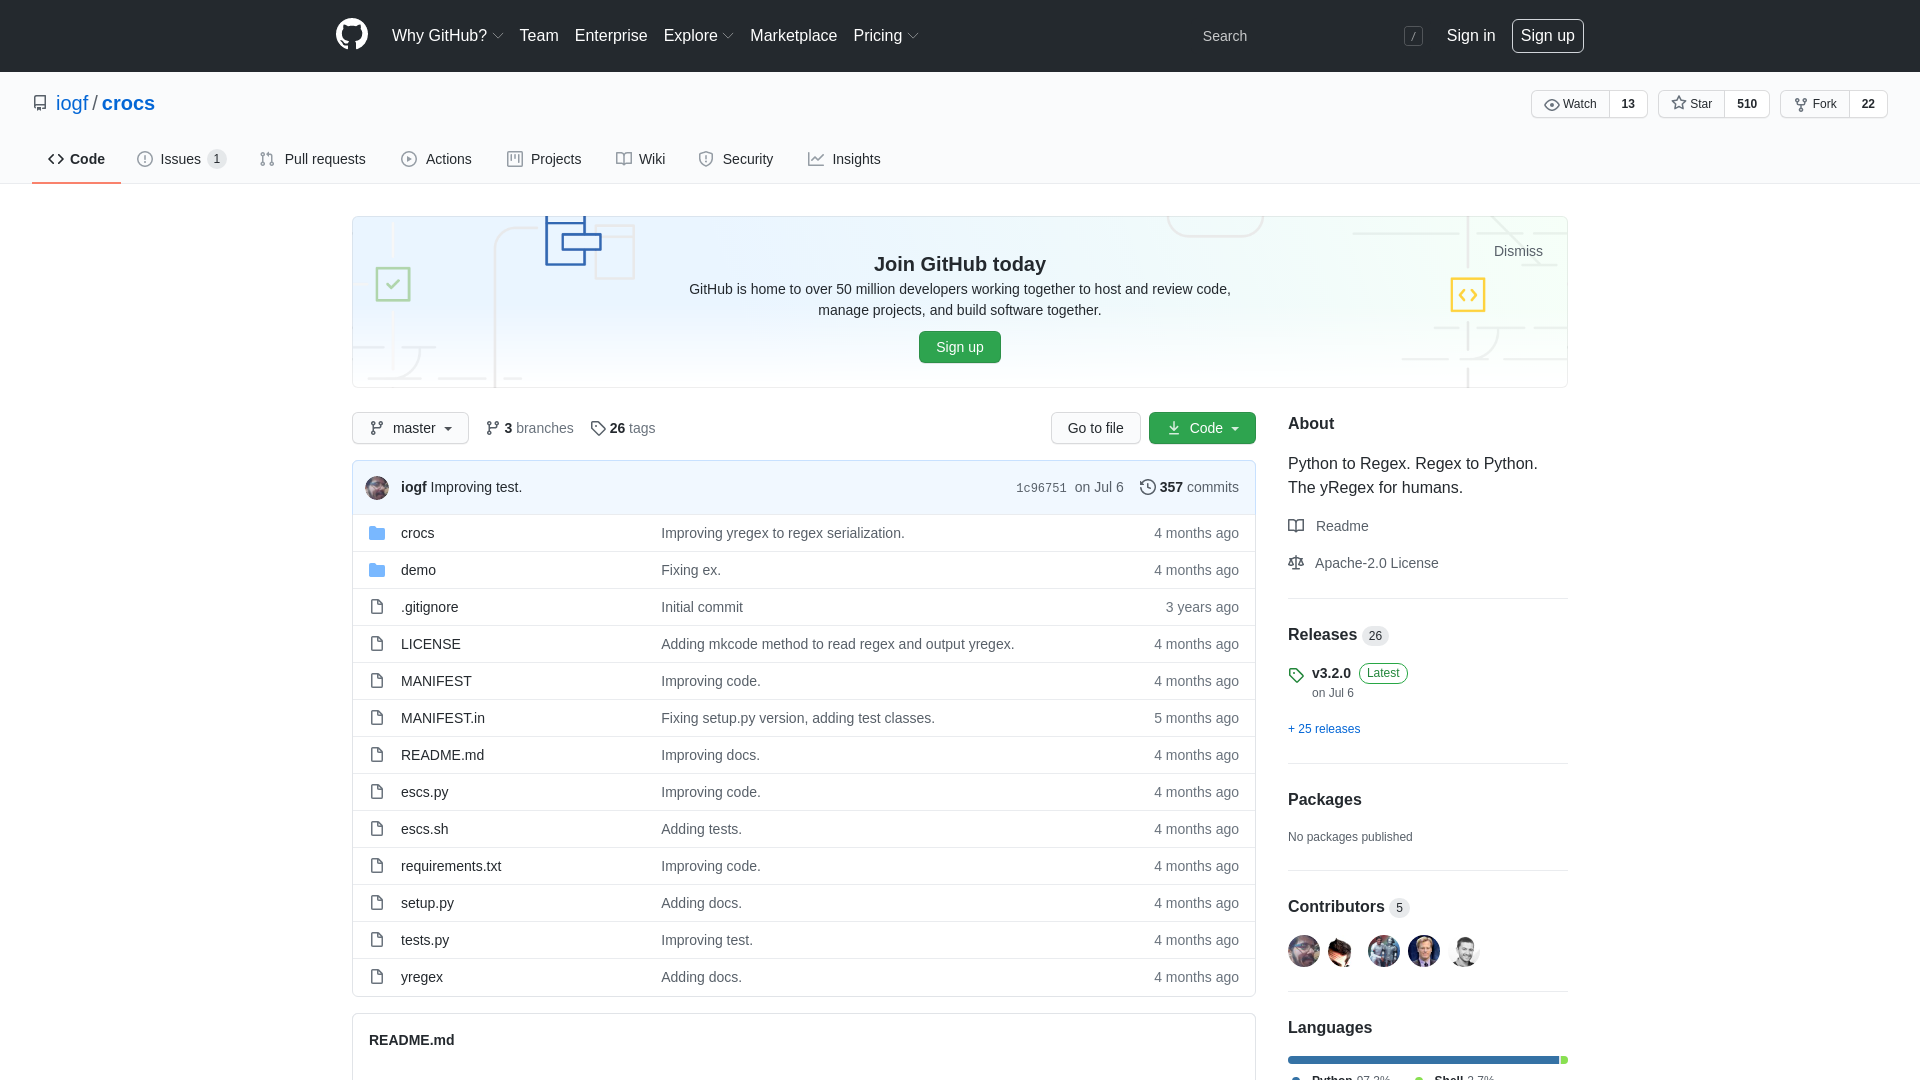 Why GitHub? Team Enterprise Explore Marketplace Pricing Search / Sign in Sign up
iogf / crocs Watch 13 Star 510 Fork 22
Code Issues 1 Pull requests Actions Projects Wiki Security Insights
Dismiss
Join GitHub today
GitHub is home to over 50 million developers working together to host and review code,
manage projects, and build software together.
Sign up
master 3 branches 26 tags Go to file Code
iogf Improving test. 1c96751 on Jul 6 357 commits
crocs Improving yregex to regex serialization. 4 months ago
demo Fixing ex. 4 months ago
.gitignore Initial commit 3 years ago
LICENSE Adding mkcode method to read regex and output yregex. 4 months ago
MANIFEST Improving code. 4 months ago
MANIFEST.in Fixing setup.py version, adding test classes. 5 months ago
README.md Improving docs. 4 months ago
escs.py Improving code. 4 months ago
escs.sh Adding tests. 4 months ago
requirements.txt Improving code. 4 months ago
setup.py Adding docs. 4 months ago
tests.py Improving test. 4 months ago
yregex Adding docs. 4 months ago
README.md
About
Python to Regex. Regex to Python.
The yRegex for humans.
Readme
Apache-2.0 License
Releases 26
v3.2.0 Latest
on Jul 6
+ 25 releases
Packages
No packages published
Contributors 5
Languages
Python 97.3% Shell 2.7%